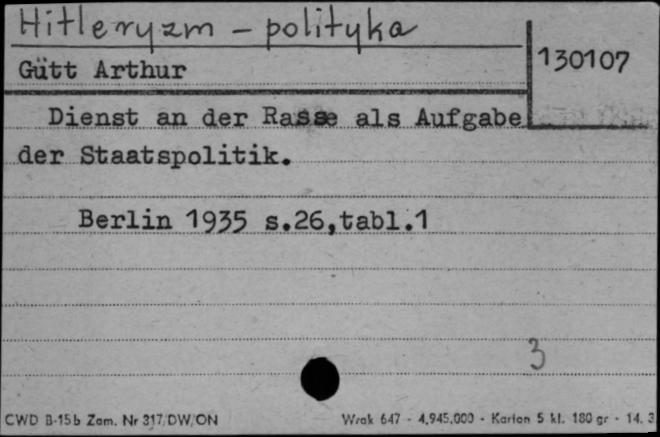 Hitleryzm - polityka
Gütt Arthur
130107
Dienst an der Rasse als Aufgabe
der Staatspolitik.
Berlin 1935 s.26,tabl.1
3
CWD B-15b Zam. Nr 317/DW/ON
Wrak 647 - 4.945.000 - Karton 5 kl. 180 gr - 14. 3